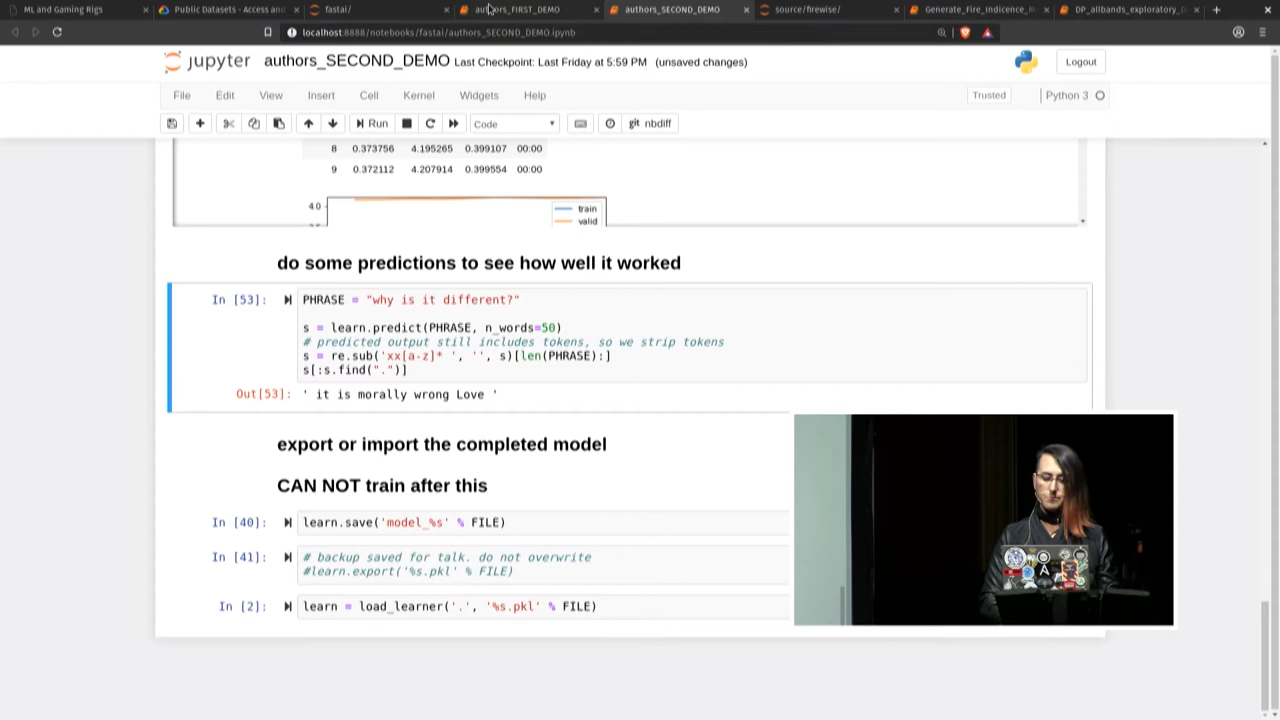 ML and Gaming Rigs
Public Datasets - Access and
fastai/
authors_FIRST_DEMO
authors_SECOND_DEMO
source/firewise/
Generate_Fire_Indicence_
DP_allbands_exploratory_
localhost:8888/notebooks/fastai/authors_SECOND_DEMO.ipynb
jupyter authors_SECOND_DEMO Last Checkpoint: Last Friday at 5:59 PM (unsaved changes)
Logout
File Edit View Insert Cell Kernel Widgets Help
Trusted
Python 3
Run
Code
git nbdiff
8 0.373756 4.195265 0.399107 00:00
9 0.372112 4.207914 0.399554 00:00
4.0
train
valid
do some predictions to see how well it worked
In [53]:
PHRASE = "why is it different?"
s = learn.predict(PHRASE, n_words=50)
# predicted output still includes tokens, so we strip tokens
s = re.sub('xx[a-z]* ', '', s)[len(PHRASE):]
s[:s.find(".")]
Out[53]: ' it is morally wrong Love '
export or import the completed model
CAN NOT train after this
In [40]: learn.save('model_%s' % FILE)
In [41]: # backup saved for talk. do not overwrite
#learn.export('%s.pkl' % FILE)
In [2]: learn = load_learner('.', '%s.pkl' % FILE)